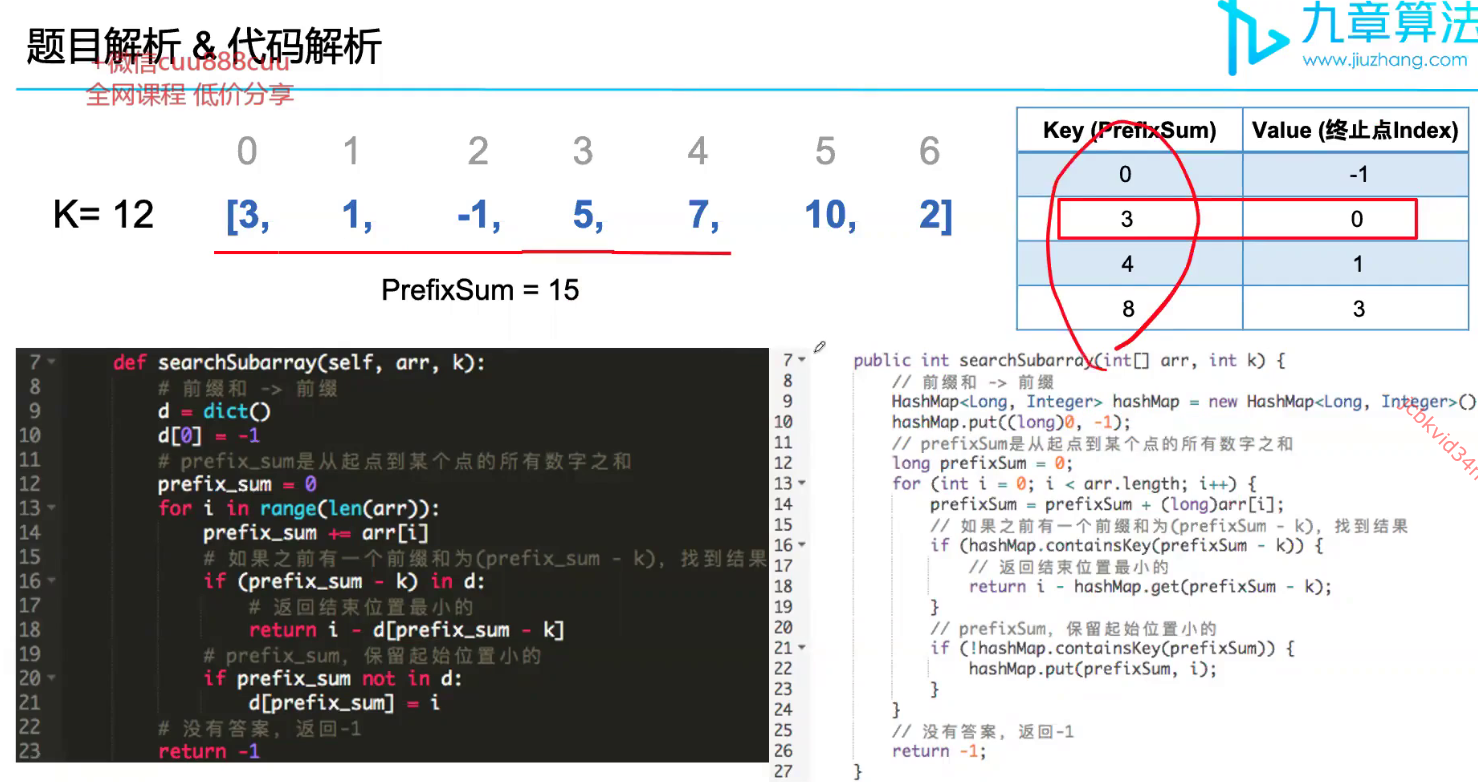 题目解析 & 代码解析
+微信cuu888cuu
全网课程 低价分享
九章算法
www.jiuzhang.com
0 1 2 3 4 5 6
K= 12 [3, 1, -1, 5, 7, 10, 2]
PrefixSum = 15
Key (PrefixSum) Value (终止点Index)
0 -1
3 0
4 1
8 3
7 def searchSubarray(self, arr, k):
8 # 前缀和 -> 前缀
9 d = dict()
10 d[0] = -1
11 # prefix_sum是从起点到某个点的所有数字之和
12 prefix_sum = 0
13 for i in range(len(arr)):
14 prefix_sum += arr[i]
15 # 如果之前有一个前缀和为(prefix_sum - k), 找到结果
16 if (prefix_sum - k) in d:
17 # 返回结束位置最小的
18 return i - d[prefix_sum - k]
19 # prefix_sum, 保留起始位置小的
20 if prefix_sum not in d:
21 d[prefix_sum] = i
22 # 没有答案, 返回-1
23 return -1
7 public int searchSubarray(int[] arr, int k) {
8 // 前缀和 -> 前缀
9 HashMap<Long, Integer> hashMap = new HashMap<Long, Integer>()
10 hashMap.put((long)0, -1);
11 // prefixSum是从起点到某个点的所有数字之和
12 long prefixSum = 0;
13 for (int i = 0; i < arr.length; i++) {
14 prefixSum = prefixSum + (long)arr[i];
15 // 如果之前有一个前缀和为(prefixSum - k), 找到结果
16 if (hashMap.containsKey(prefixSum - k)) {
17 // 返回结束位置最小的
18 return i - hashMap.get(prefixSum - k);
19 }
20 // prefixSum, 保留起始位置小的
21 if (!hashMap.containsKey(prefixSum)) {
22 hashMap.put(prefixSum, i);
23 }
24 }
25 // 没有答案, 返回-1
26 return -1;
27 }